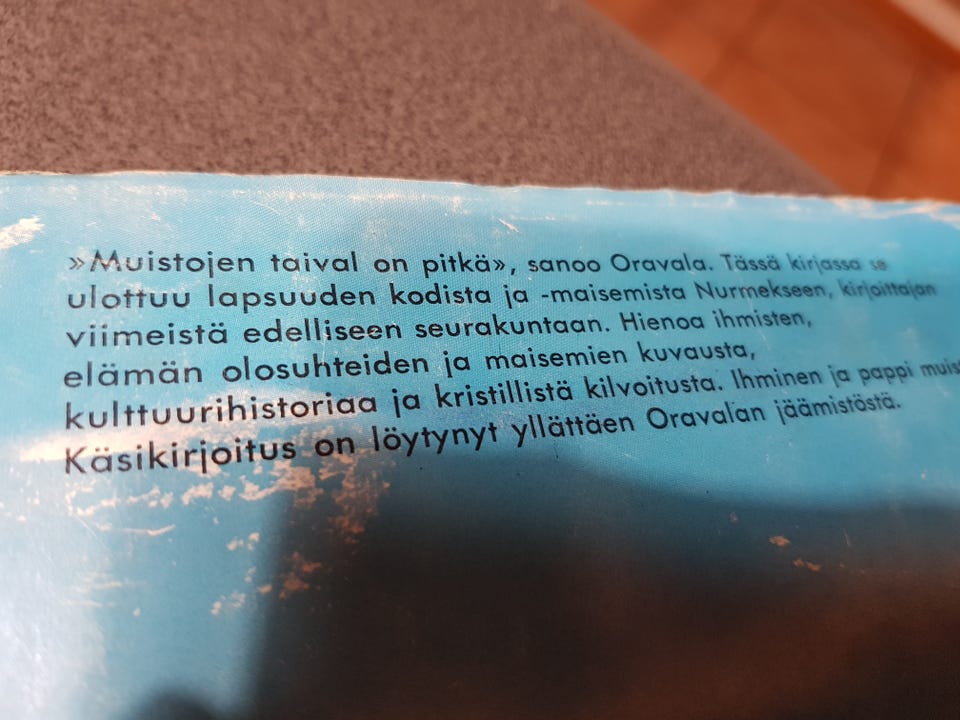 »Muistojen taival on pitkä», sanoo Oravala. Tässä kirjassa se
ulottuu lapsuuden kodista ja -maisemista Nurmekseen, kirjoittajan
viimeistä edelliseen seurakuntaan. Hienoa ihmisten,
elämän olosuhteiden ja maisemien kuvausta,
kulttuurihistoriaa ja kristillistä kilvoitusta. Ihminen ja pappi
Käsikirjoitus on löytynyt yllättäen Oravalan jäämistöstä.